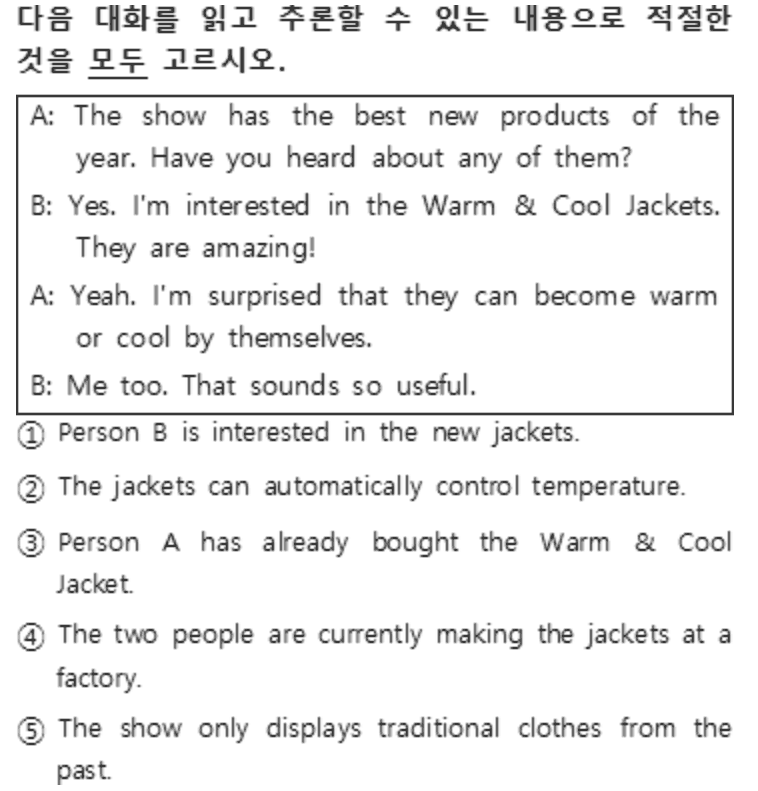 다음 대화를 읽고 추론할 수 있는 내용으로 적절한
것을 모두 고르시오.
A: The show has the best new products of the
year. Have you heard about any of them?
B: Yes. I'm interested in the Warm & Cool Jackets.
They are amazing!
A: Yeah. I'm surprised that they can become warm
or cool by themselves.
B: Me too. That sounds so useful.
① Person B is interested in the new jackets.
② The jackets can automatically control temperature.
③ Person A has already bought the Warm & Cool
Jacket.
④ The two people are currently making the jackets at a
factory.
⑤ The show only displays traditional clothes from the
past.